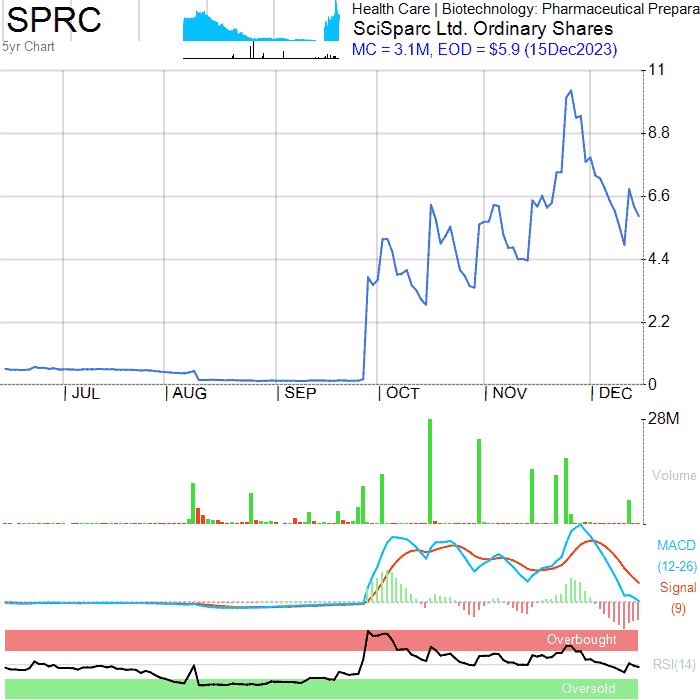 SPRC
5yr Chart
Health Care | Biotechnology: Pharmaceutical Prepara
SciSparc Ltd. Ordinary Shares
MC = 3.1M, EOD = $5.9 (15Dec2023)
11
8.8
6.6
4.4
2.2
0
JUL AUG SEP OCT NOV DEC
28M
Volume
MACD
(12-26)
Signal
(9)
Overbought
RSI(14)
Oversold